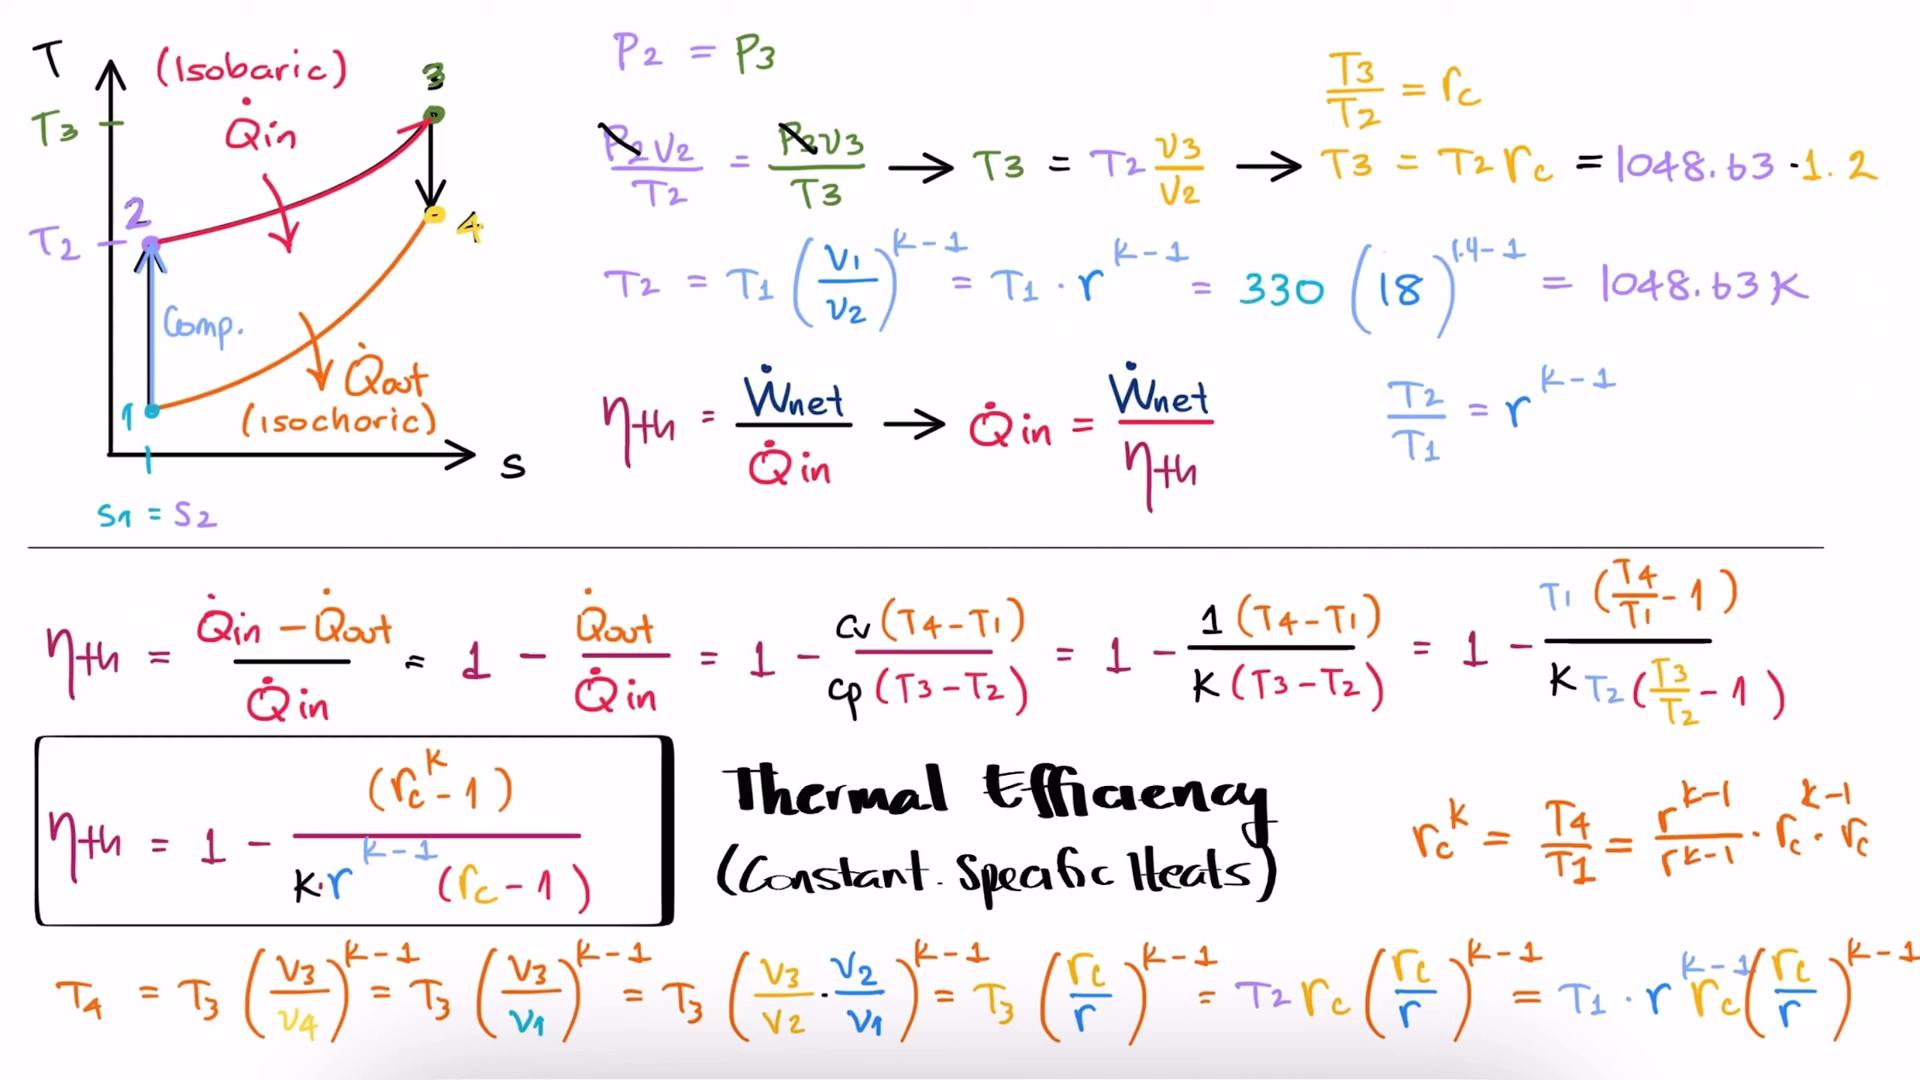 T
(Isobaric)
Q̇in
3
T3
2
T2
4
Comp.
Q̇out
(isochoric)
1
s
s1 = s2
P2 = P3
P2V2/T2 = P3V3/T3 → T3 = T2 V3/V2 → T3 = T2 rc = 1048.63 · 1.2
T3/T2 = rc
T2 = T1 (V1/V2)^(k-1) = T1 · r^(k-1) = 330 (18)^(1.4-1) = 1048.63K
ηth = Ẇnet/Q̇in → Q̇in = Ẇnet/ηth
T2/T1 = r^(k-1)
ηth = (Q̇in - Q̇out)/Q̇in = 1 - Q̇out/Q̇in = 1 - cv(T4-T1)/cp(T3-T2) = 1 - 1(T4-T1)/k(T3-T2) = 1 - T1(T4/T1 - 1)/kT2(T3/T2 - 1)
ηth = 1 - (rc^k - 1)/k·r^(k-1)(rc - 1)
Thermal Efficiency
(Constant Specific Heats)
rc^k = T4/T1 = r^(k-1)/r^(k-1) · rc^(k-1) · rc
T4 = T3 (V3/V4)^(k-1) = T3 (V3/V1)^(k-1) = T3 (V3/V2 · V2/V1)^(k-1) = T3 (rc/r)^(k-1) = T2 rc (rc/r)^(k-1) = T1 · r^(k-1) rc (rc/r)^(k-1)